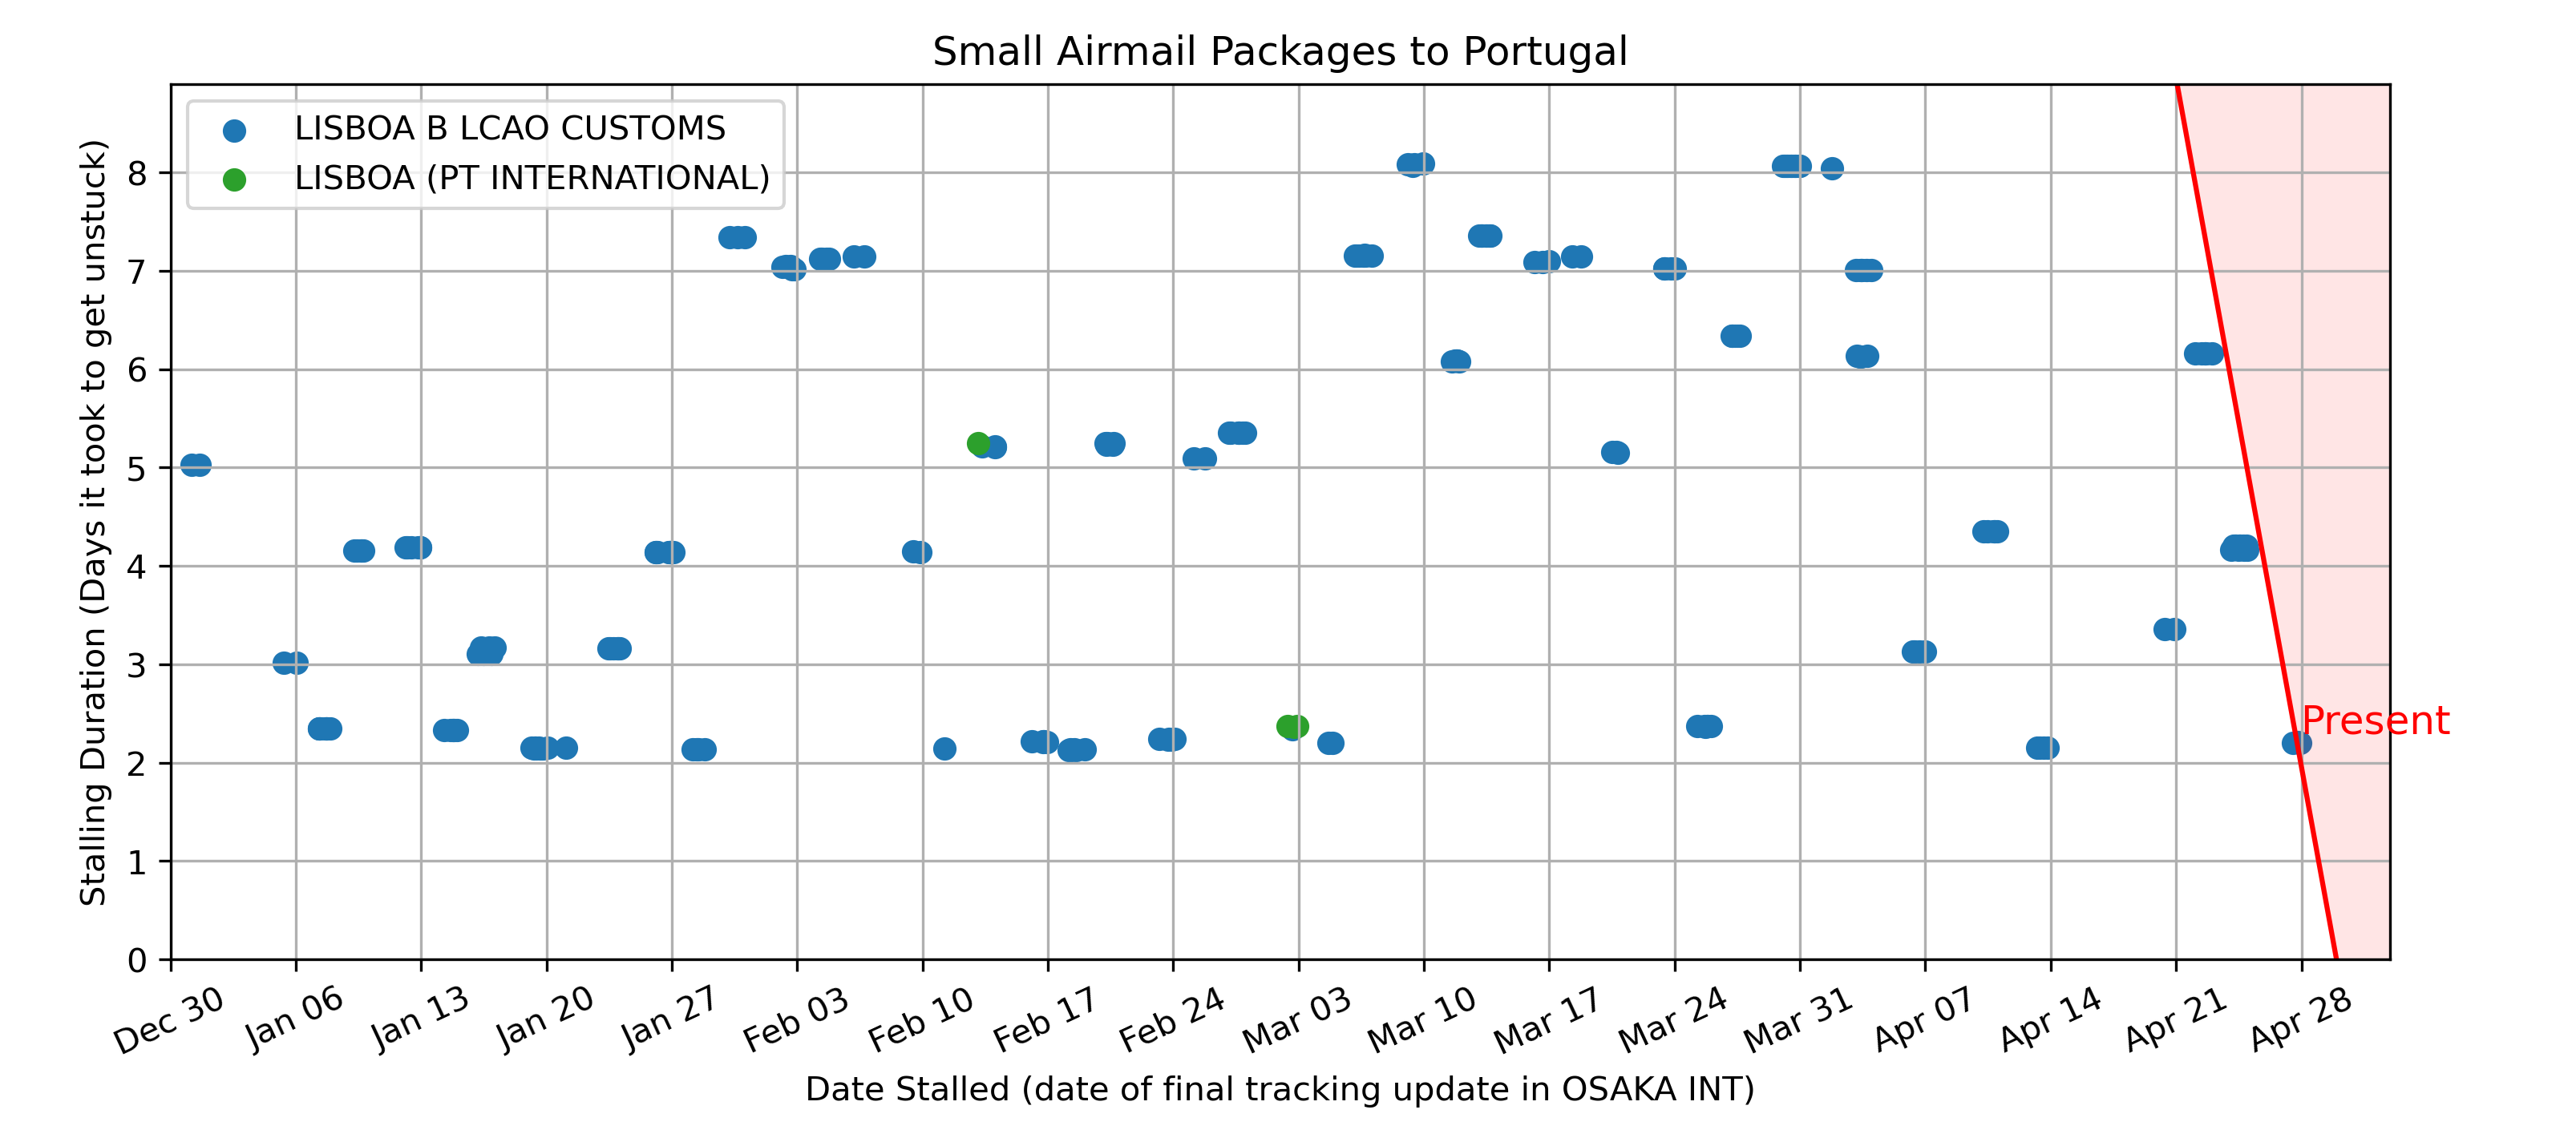 Small Airmail Packages to Portugal
LISBOA B LCAO CUSTOMS
LISBOA (PT INTERNATIONAL)
Stalling Duration (Days it took to get unstuck)
8
7
6
5
4
3
2
1
0
Present
Dec 30
Jan 06
Jan 13
Jan 20
Jan 27
Feb 03
Feb 10
Feb 17
Feb 24
Mar 03
Mar 10
Mar 17
Mar 24
Mar 31
Apr 07
Apr 14
Apr 21
Apr 28
Date Stalled (date of final tracking update in OSAKA INT)